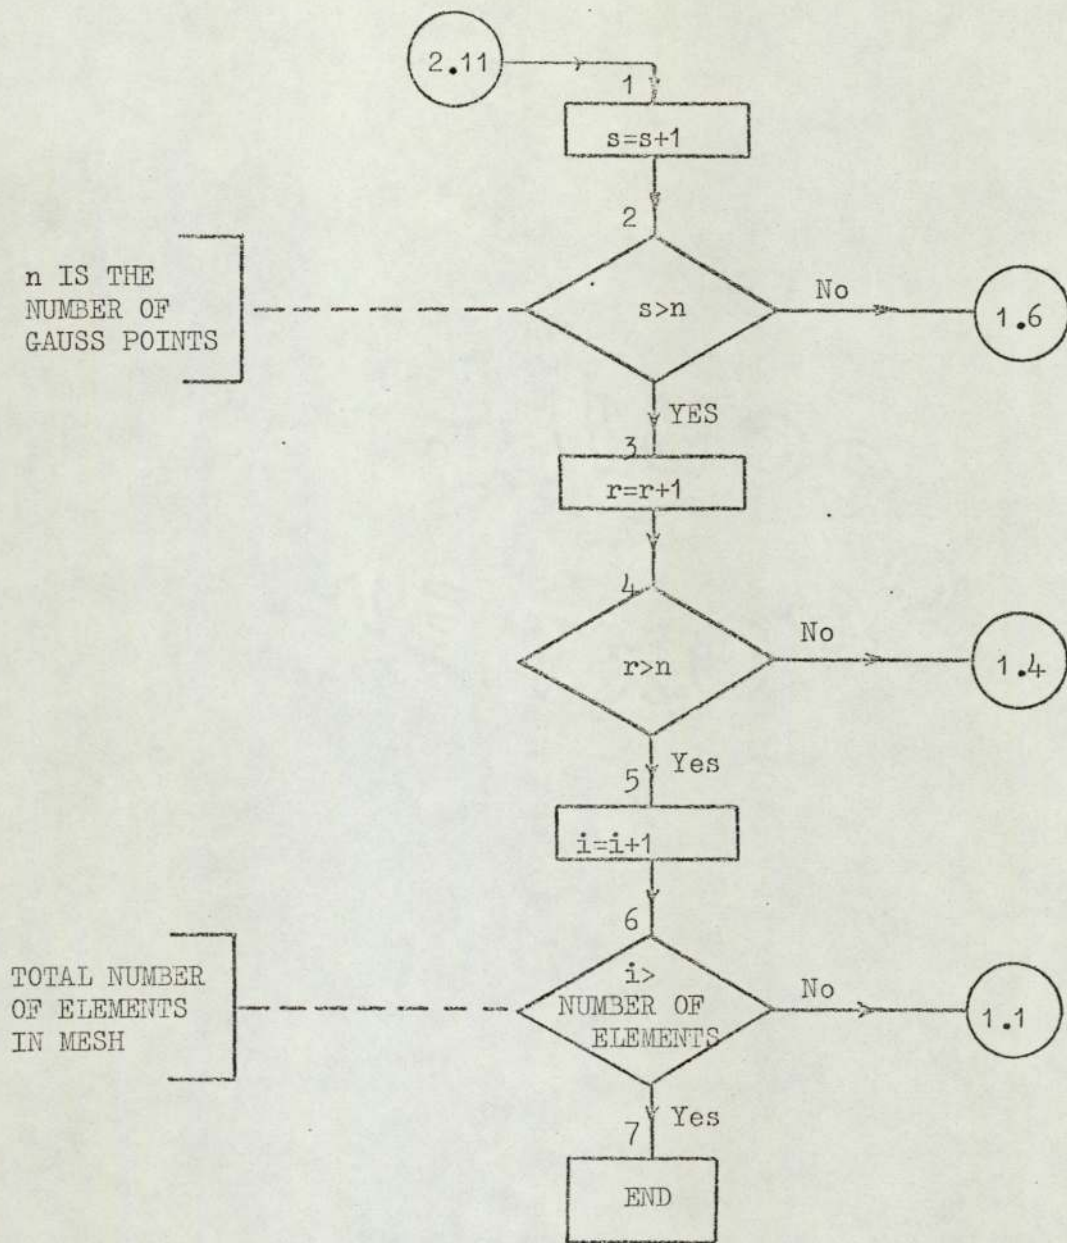 2.11
1
s=s+1
2
n IS THE
NUMBER OF
GAUSS POINTS
s>n
No
1.6
YES
3
r=r+1
4
r>n
No
1.4
Yes
5
i=i+1
6
TOTAL NUMBER
OF ELEMENTS
IN MESH
i>
NUMBER OF
ELEMENTS
No
1.1
Yes
7
END